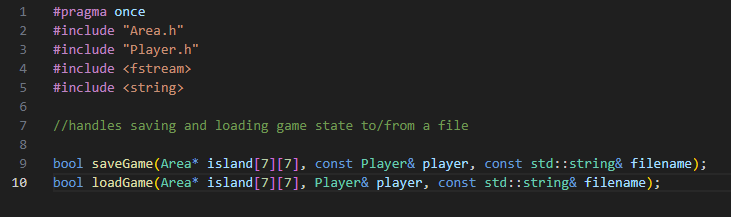 1 #pragma once
2 #include "Area.h"
3 #include "Player.h"
4 #include <fstream>
5 #include <string>
6
7 //handles saving and loading game state to/from a file
8
9 bool saveGame(Area* island[7][7], const Player& player, const std::string& filename);
10 bool loadGame(Area* island[7][7], Player& player, const std::string& filename);